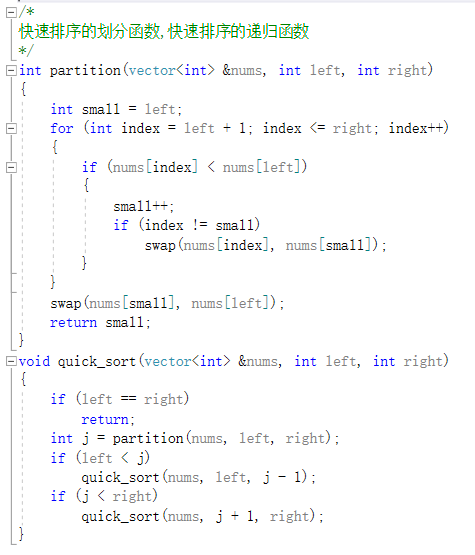 /*
快速排序的划分函数,快速排序的递归函数
*/
int partition(vector<int> &nums, int left, int right)
{
    int small = left;
    for (int index = left + 1; index <= right; index++)
    {
        if (nums[index] < nums[left])
        {
            small++;
            if (index != small)
                swap(nums[index], nums[small]);
        }
    }
    swap(nums[small], nums[left]);
    return small;
}
void quick_sort(vector<int> &nums, int left, int right)
{
    if (left == right)
        return;
    int j = partition(nums, left, right);
    if (left < j)
        quick_sort(nums, left, j - 1);
    if (j < right)
        quick_sort(nums, j + 1, right);
}